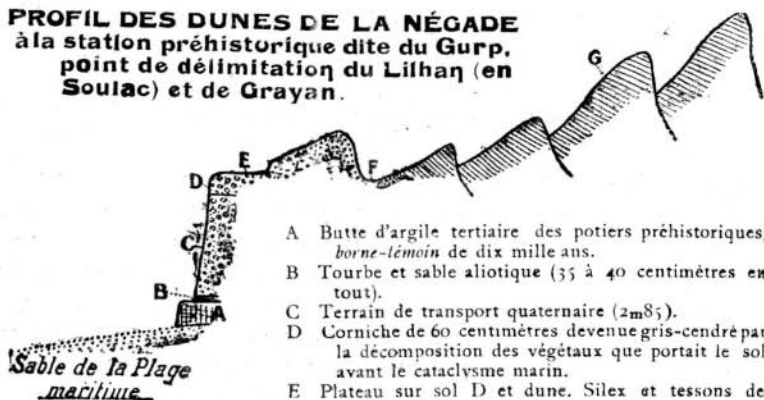 PROFIL DES DUNES DE LA NÉGADE
à la station préhistorique dite du Gurp,
point de délimitation du Lilhan (en
Soulac) et de Grayan.
G
E
F
D
C
B
A
Sable de la Plage
maritime
A Butte d'argile tertiaire des potiers préhistoriques,
borne-témoin de dix mille ans.
B Tourbe et sable aliotique (35 à 40 centimètres en
tout).
C Terrain de transport quaternaire (2m85).
D Corniche de 60 centimètres devenue gris-cendré par
la décomposition des végétaux que portait le sol
avant le cataclysme marin.
E Plateau sur sol D et dune. Silex et tessons de